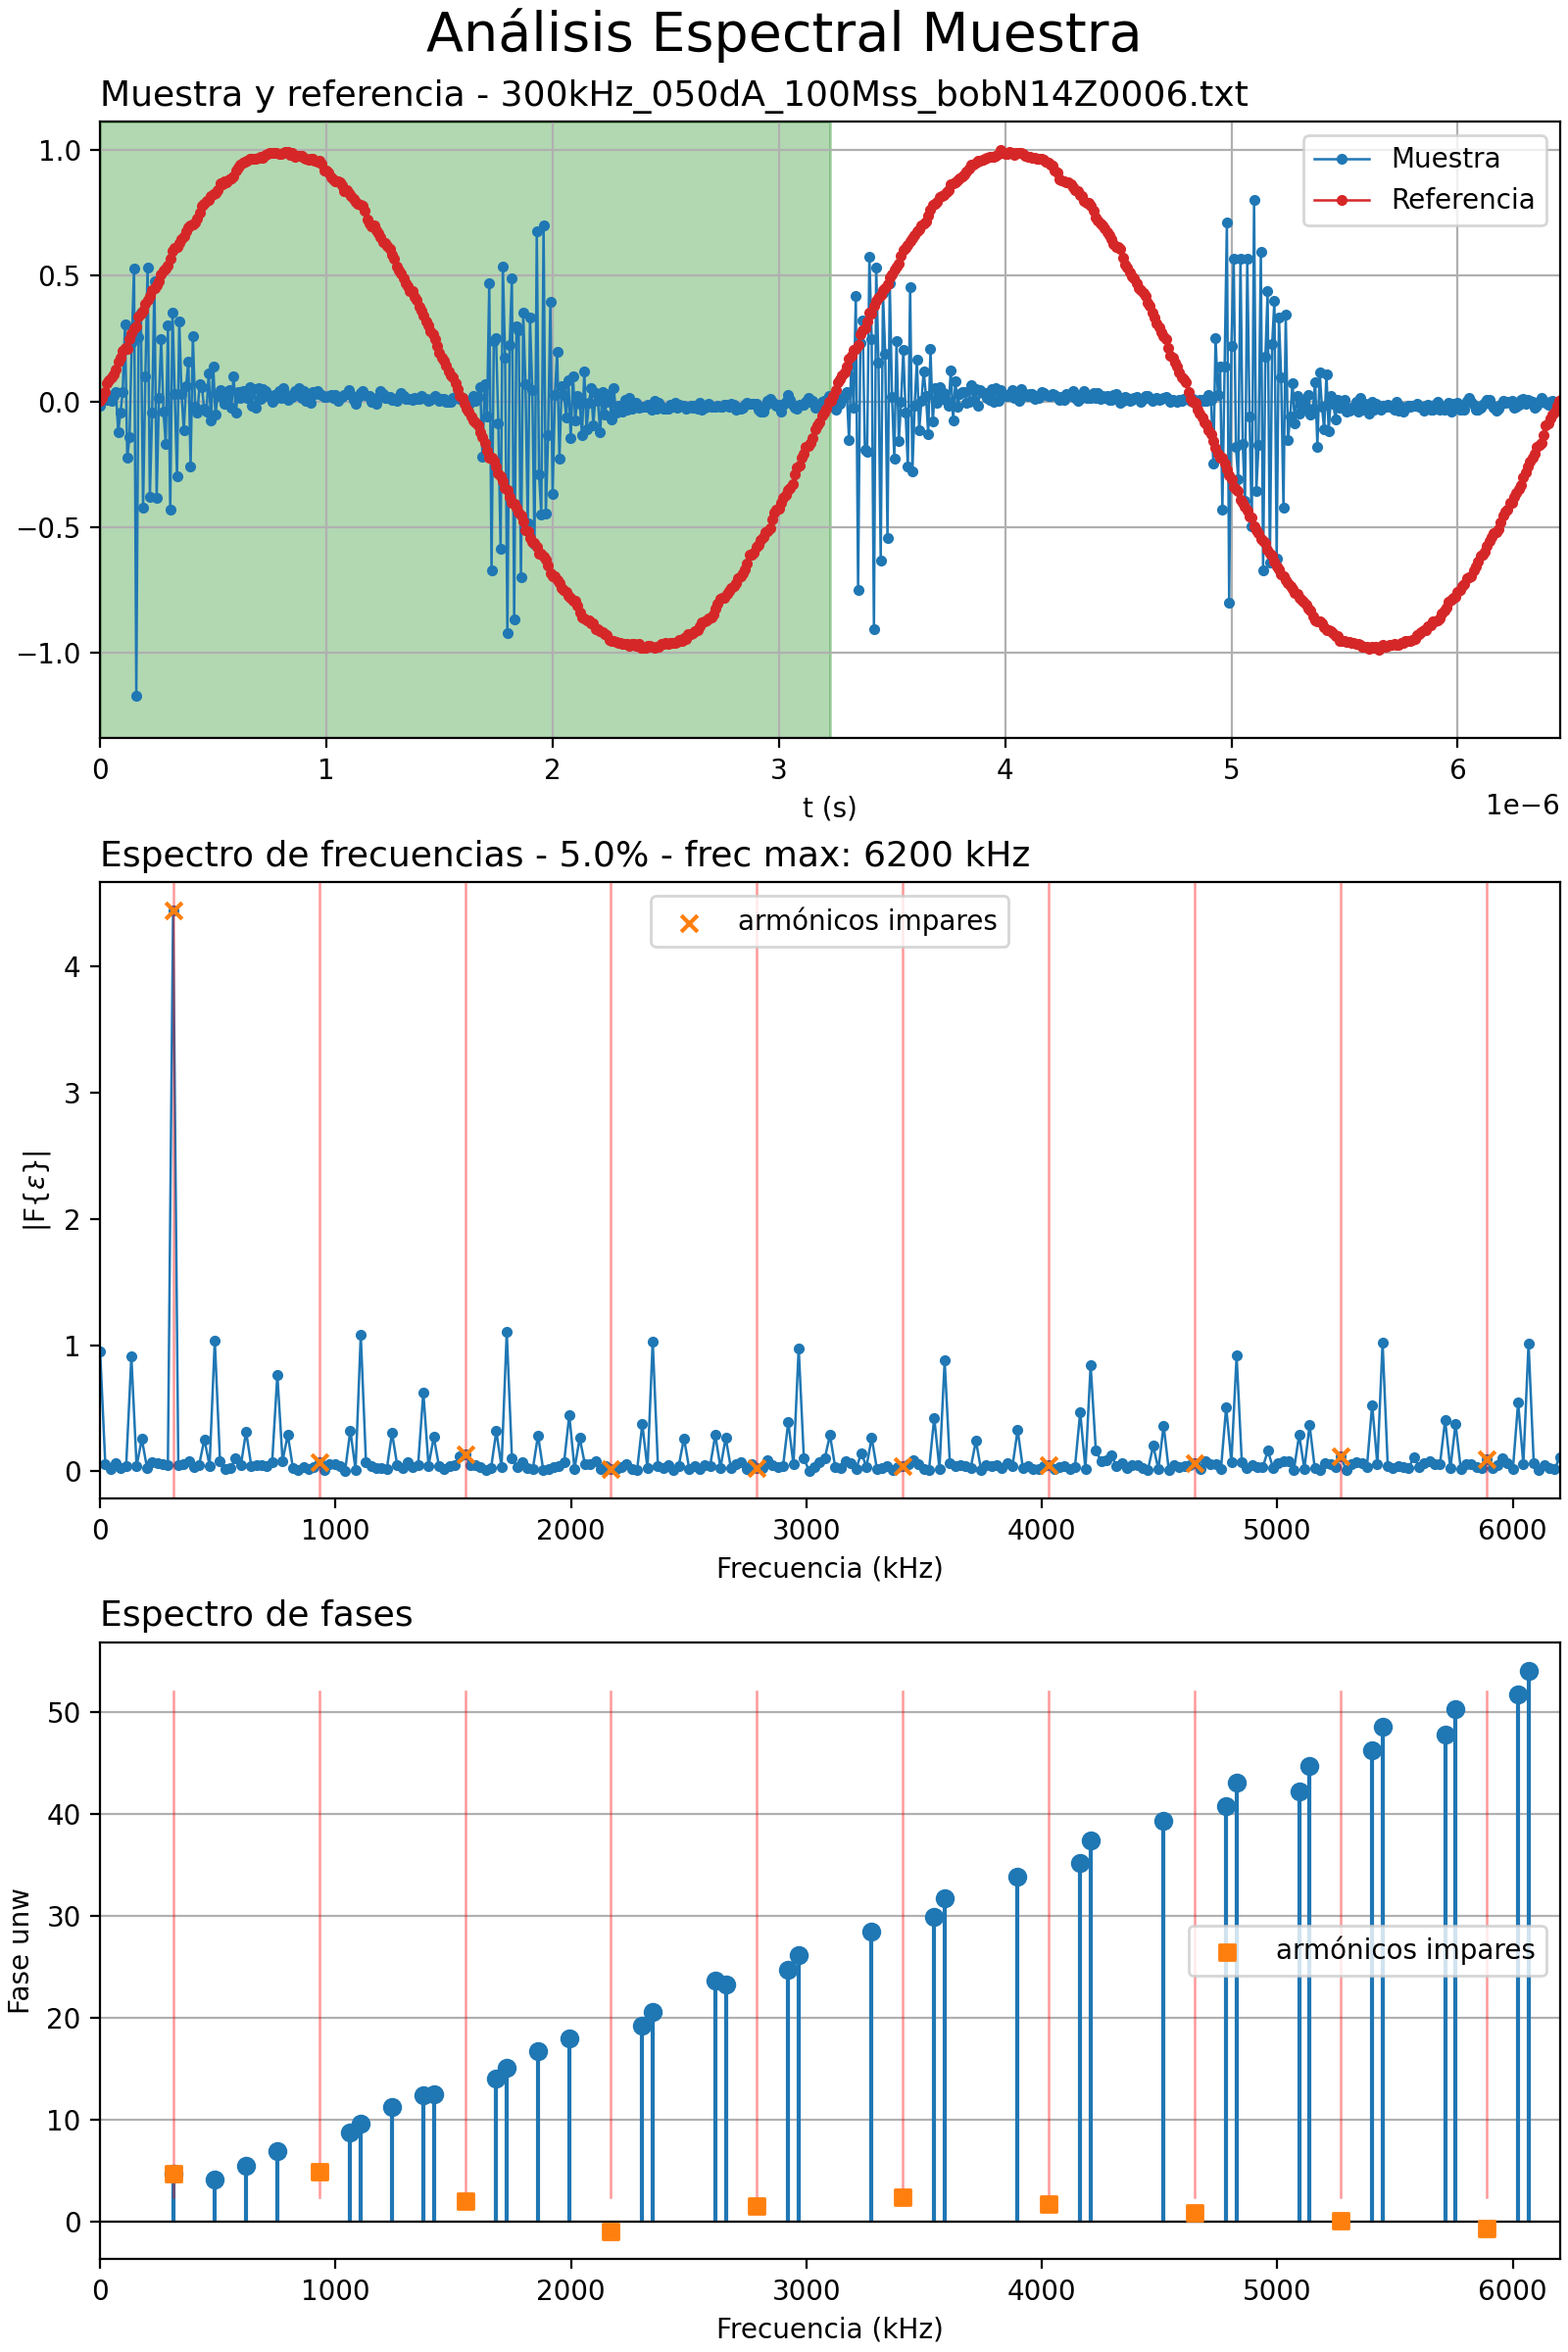 Análisis Espectral Muestra
Muestra y referencia - 300kHz_050dA_100Mss_bobN14Z0006.txt
Muestra
Referencia
1.0
0.5
0.0
−0.5
−1.0
0 1 2 3 4 5 6
1e−6
t (s)
Espectro de frecuencias - 5.0% - frec max: 6200 kHz
armónicos impares
|F{ε}|
4
3
2
1
0
0 1000 2000 3000 4000 5000 6000
Frecuencia (kHz)
Espectro de fases
Fase unw
50
40
30
20
10
0
armónicos impares
0 1000 2000 3000 4000 5000 6000
Frecuencia (kHz)